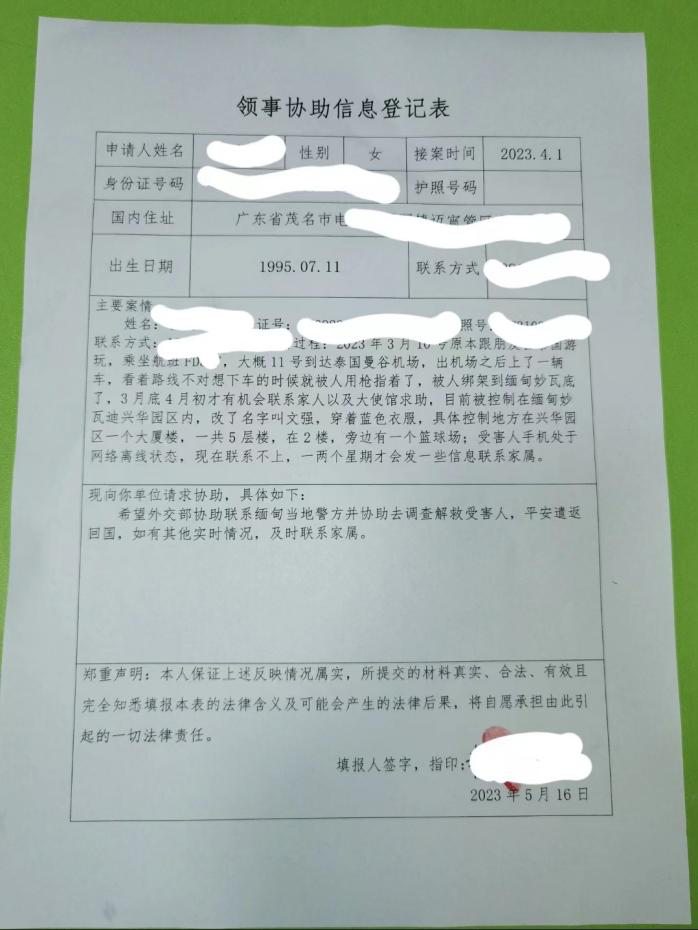 领事协助信息登记表
申请人姓名 性别 女 接案时间 2023.4.1
身份证号码 护照号码
国内住址 广东省茂名市电
出生日期 1995.07.11 联系方式
主要案情
姓名: 证号: 照号:
联系方式: 过程: 2023年3月10号原本跟朋友 国游
玩,乘坐航班FD ,大概11号到达泰国曼谷机场,出机场之后上了一辆
车,看着路线不对想下车的时候就被人用枪指着了,被人绑架到缅甸妙瓦底
了,3月底4月初才有机会联系家人以及大使馆求助,目前被控制在缅甸妙
瓦迪兴华园区内,改了名字叫文强,穿着蓝色衣服,具体控制地方在兴华园
区一个大厦楼,一共5层楼,在2楼,旁边有一个篮球场;受害人手机处于
网络离线状态,现在联系不上,一两个星期才会发一些信息联系家属。
现向你单位请求协助,具体如下:
希望外交部协助联系缅甸当地警方并协助去调查解救受害人,平安遣返
回国,如有其他实时情况,及时联系家属。
郑重声明:本人保证上述反映情况属实,所提交的材料真实、合法、有效且
完全知悉填报本表的法律含义及可能会产生的法律后果,将自愿承担由此引
起的一切法律责任。
填报人签字,指印:
2023年5月16日